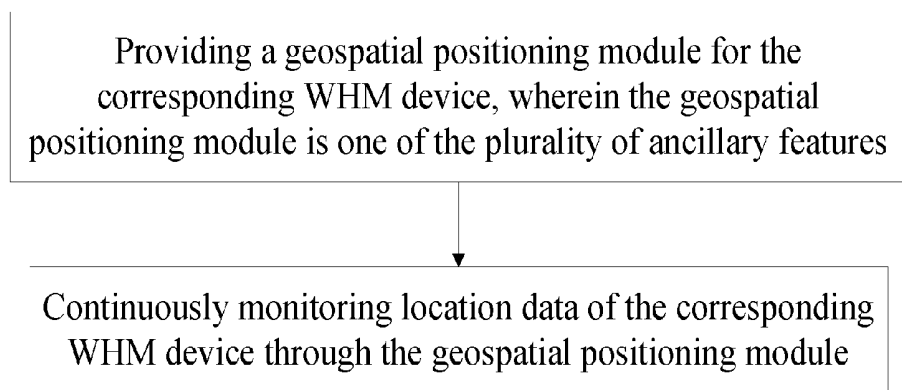 Providing a geospatial positioning module for the
corresponding WHM device, wherein the geospatial
positioning module is one of the plurality of ancillary features
Continuously monitoring location data of the corresponding
WHM device through the geospatial positioning module